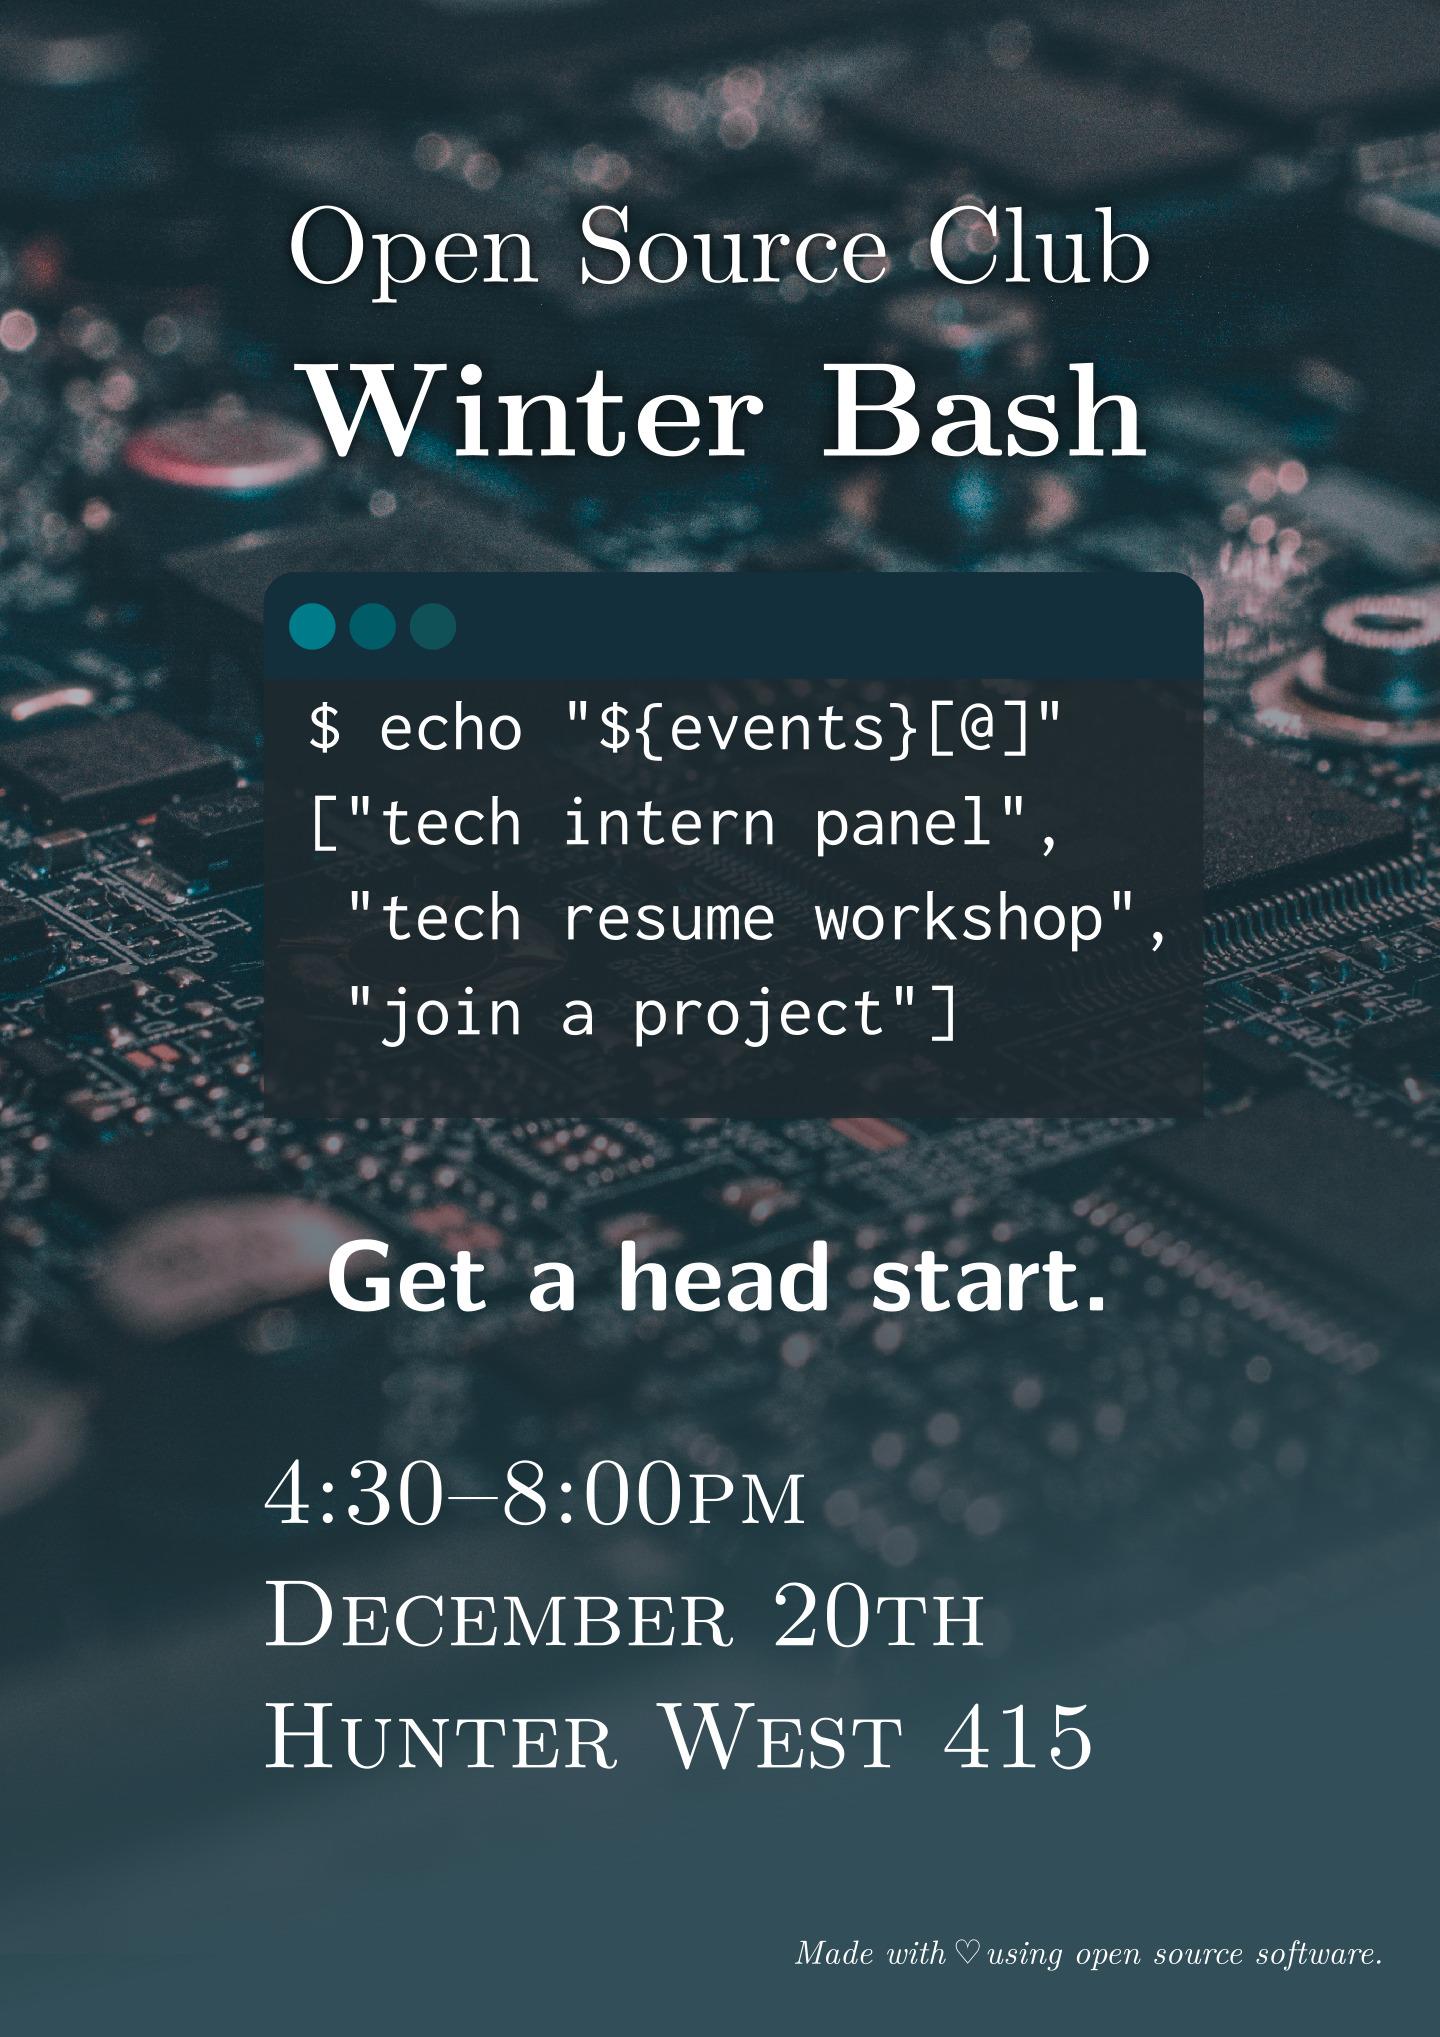 Open Source Club
Winter Bash
$ echo "${events}[@]"
["tech intern panel",
 "tech resume workshop",
 "join a project"]
Get a head start.
4:30–8:00PM
DECEMBER 20TH
HUNTER WEST 415
Made with ♡ using open source software.